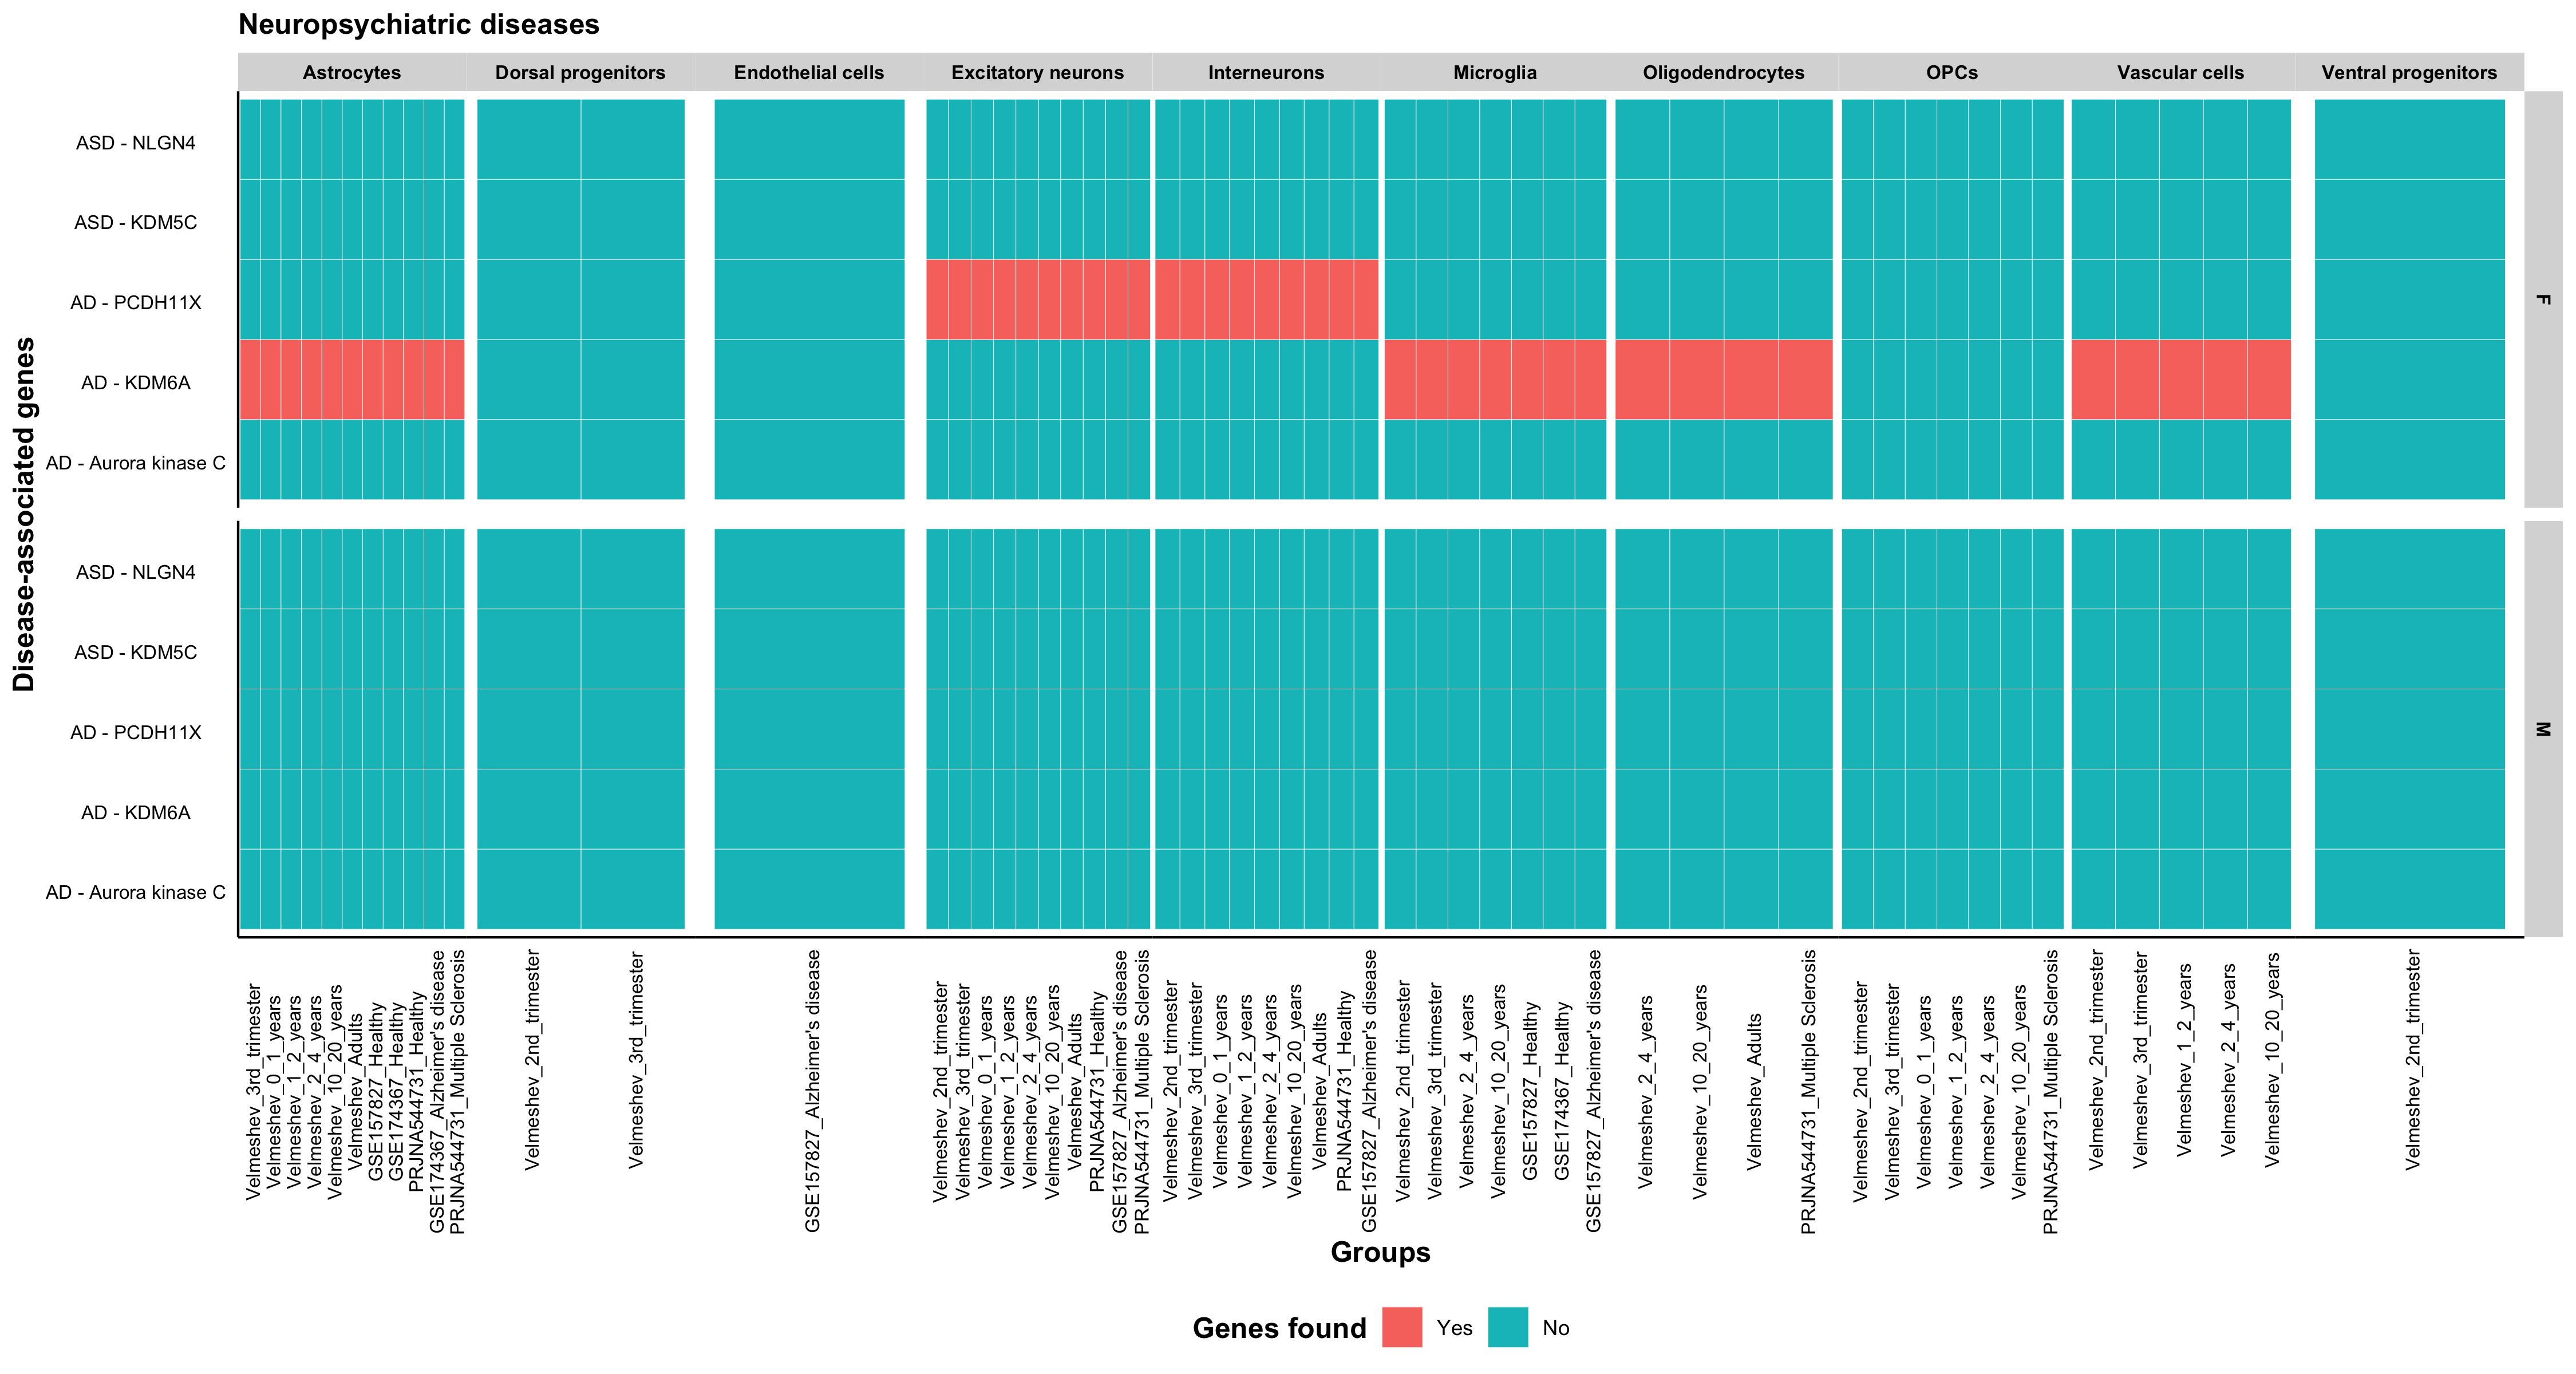 Neuropsychiatric diseases
Astrocytes
Dorsal progenitors
Endothelial cells
Excitatory neurons
Interneurons
Microglia
Oligodendrocytes
OPCs
Vascular cells
Ventral progenitors
Disease-associated genes
ASD - NLGN4
ASD - KDM5C
AD - PCDH11X
AD - KDM6A
AD - Aurora kinase C
F
ASD - NLGN4
ASD - KDM5C
AD - PCDH11X
AD - KDM6A
AD - Aurora kinase C
M
Velmeshev_3rd_trimester
Velmeshev_0_1_years
Velmeshev_1_2_years
Velmeshev_2_4_years
Velmeshev_10_20_years
Velmeshev_Adults
GSE157827_Healthy
GSE174367_Healthy
PRJNA544731_Healthy
GSE174367_Alzheimer's disease
PRJNA544731_Multiple Sclerosis
Velmeshev_2nd_trimester
Velmeshev_3rd_trimester
GSE157827_Alzheimer's disease
Velmeshev_2nd_trimester
Velmeshev_3rd_trimester
Velmeshev_0_1_years
Velmeshev_1_2_years
Velmeshev_2_4_years
Velmeshev_10_20_years
Velmeshev_Adults
PRJNA544731_Healthy
GSE157827_Alzheimer's disease
PRJNA544731_Multiple Sclerosis
Velmeshev_2nd_trimester
Velmeshev_3rd_trimester
Velmeshev_0_1_years
Velmeshev_1_2_years
Velmeshev_2_4_years
Velmeshev_10_20_years
Velmeshev_Adults
PRJNA544731_Healthy
GSE157827_Alzheimer's disease
Velmeshev_2nd_trimester
Velmeshev_3rd_trimester
Velmeshev_2_4_years
Velmeshev_10_20_years
GSE157827_Healthy
GSE174367_Healthy
GSE157827_Alzheimer's disease
Velmeshev_2_4_years
Velmeshev_10_20_years
Velmeshev_Adults
PRJNA544731_Multiple Sclerosis
Velmeshev_2nd_trimester
Velmeshev_3rd_trimester
Velmeshev_0_1_years
Velmeshev_1_2_years
Velmeshev_2_4_years
Velmeshev_10_20_years
PRJNA544731_Multiple Sclerosis
Velmeshev_2nd_trimester
Velmeshev_3rd_trimester
Velmeshev_1_2_years
Velmeshev_2_4_years
Velmeshev_10_20_years
Velmeshev_2nd_trimester
Groups
Genes found
Yes
No